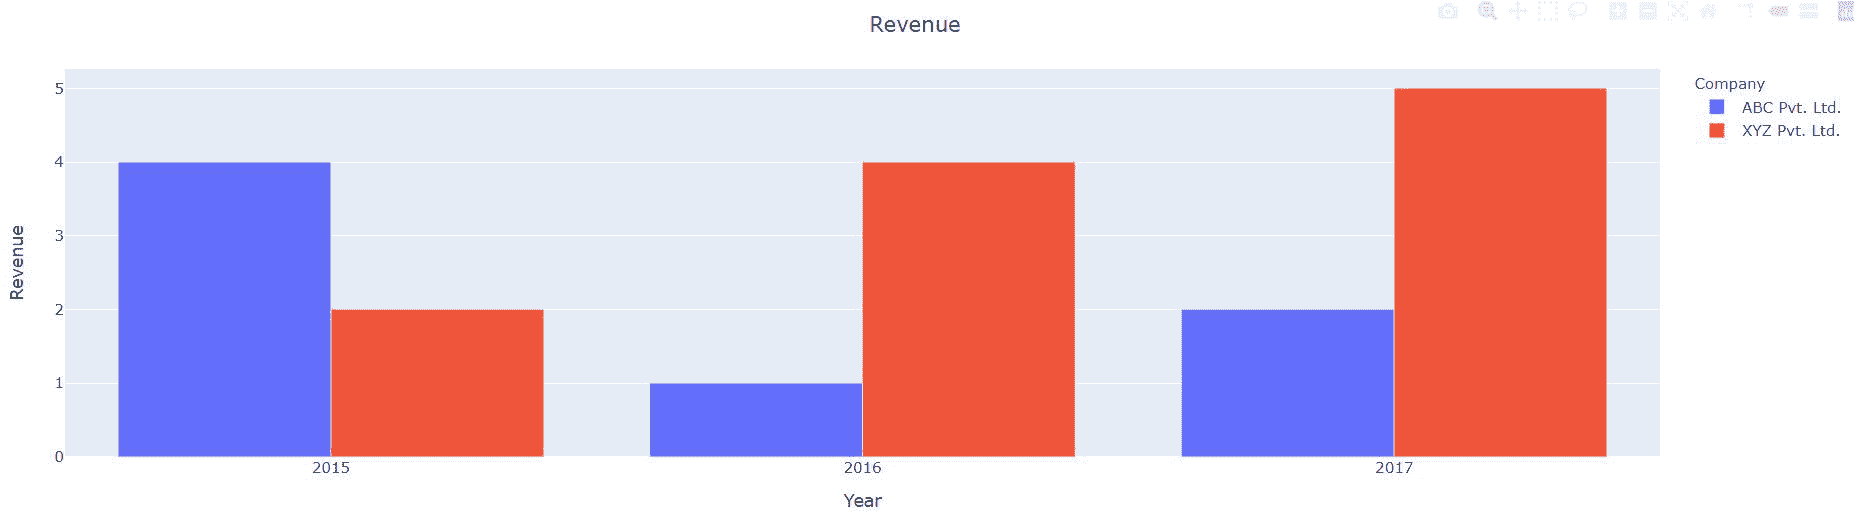 Revenue
Company
ABC Pvt. Ltd.
XYZ Pvt. Ltd.
Revenue
5
4
3
2
1
0
2015 2016 2017
Year